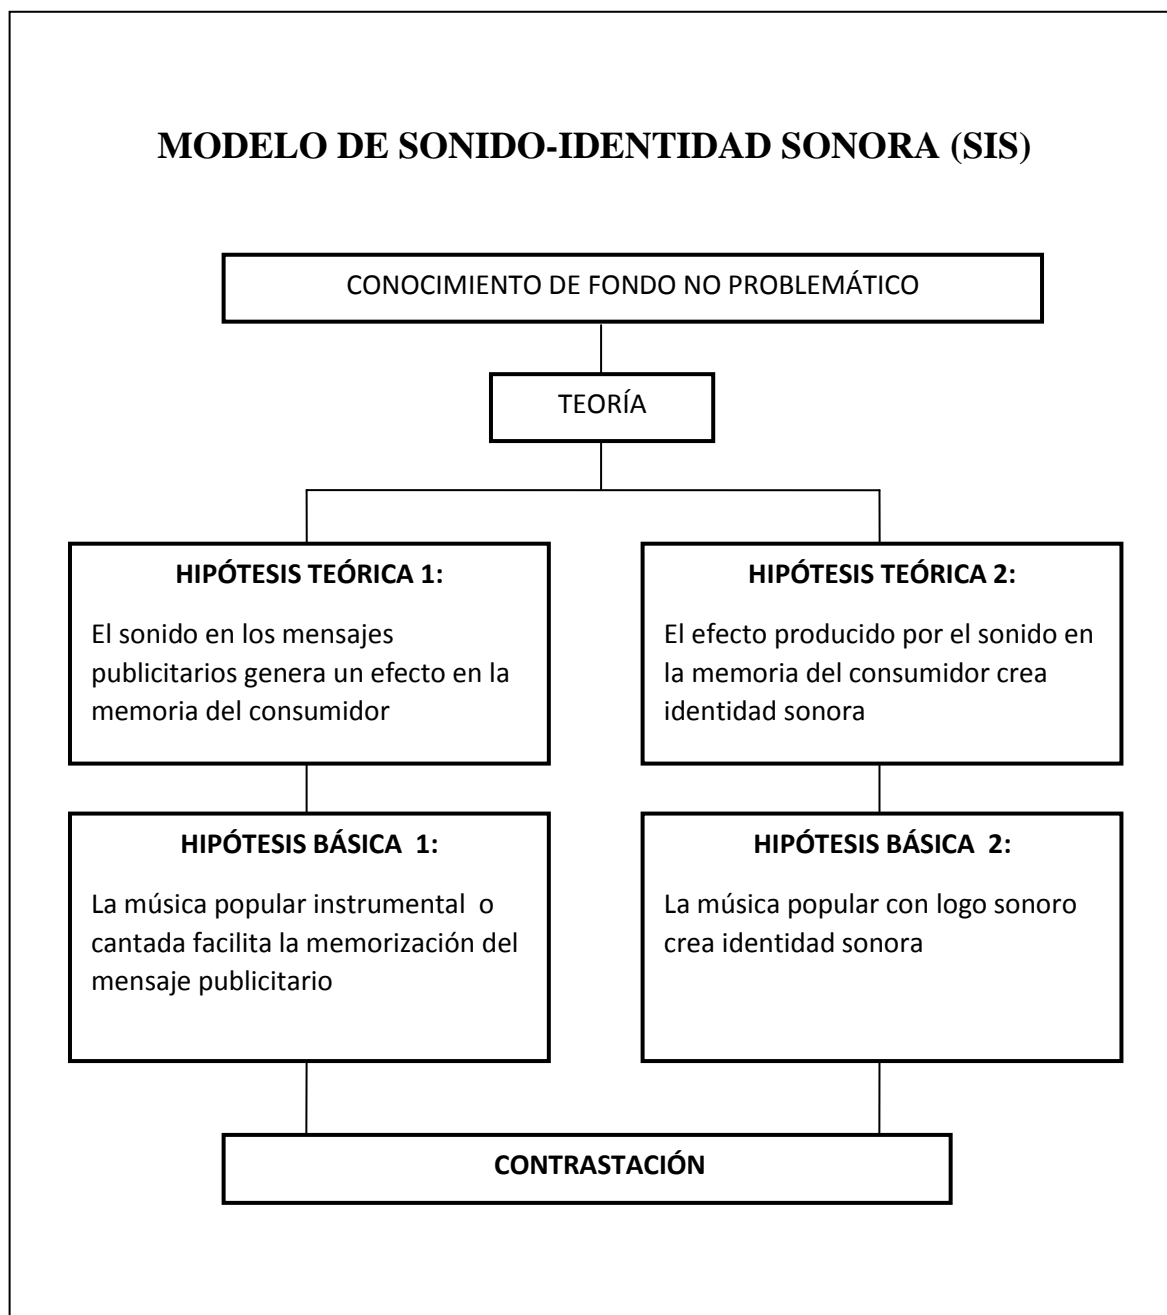 MODELO DE SONIDO-IDENTIDAD SONORA (SIS)
CONOCIMIENTO DE FONDO NO PROBLEMÁTICO
TEORÍA
HIPÓTESIS TEÓRICA 1:
El sonido en los mensajes
publicitarios genera un efecto en la
memoria del consumidor
HIPÓTESIS TEÓRICA 2:
El efecto producido por el sonido en
la memoria del consumidor crea
identidad sonora
HIPÓTESIS BÁSICA 1:
La música popular instrumental o
cantada facilita la memorización del
mensaje publicitario
HIPÓTESIS BÁSICA 2:
La música popular con logo sonoro
crea identidad sonora
CONTRASTACIÓN